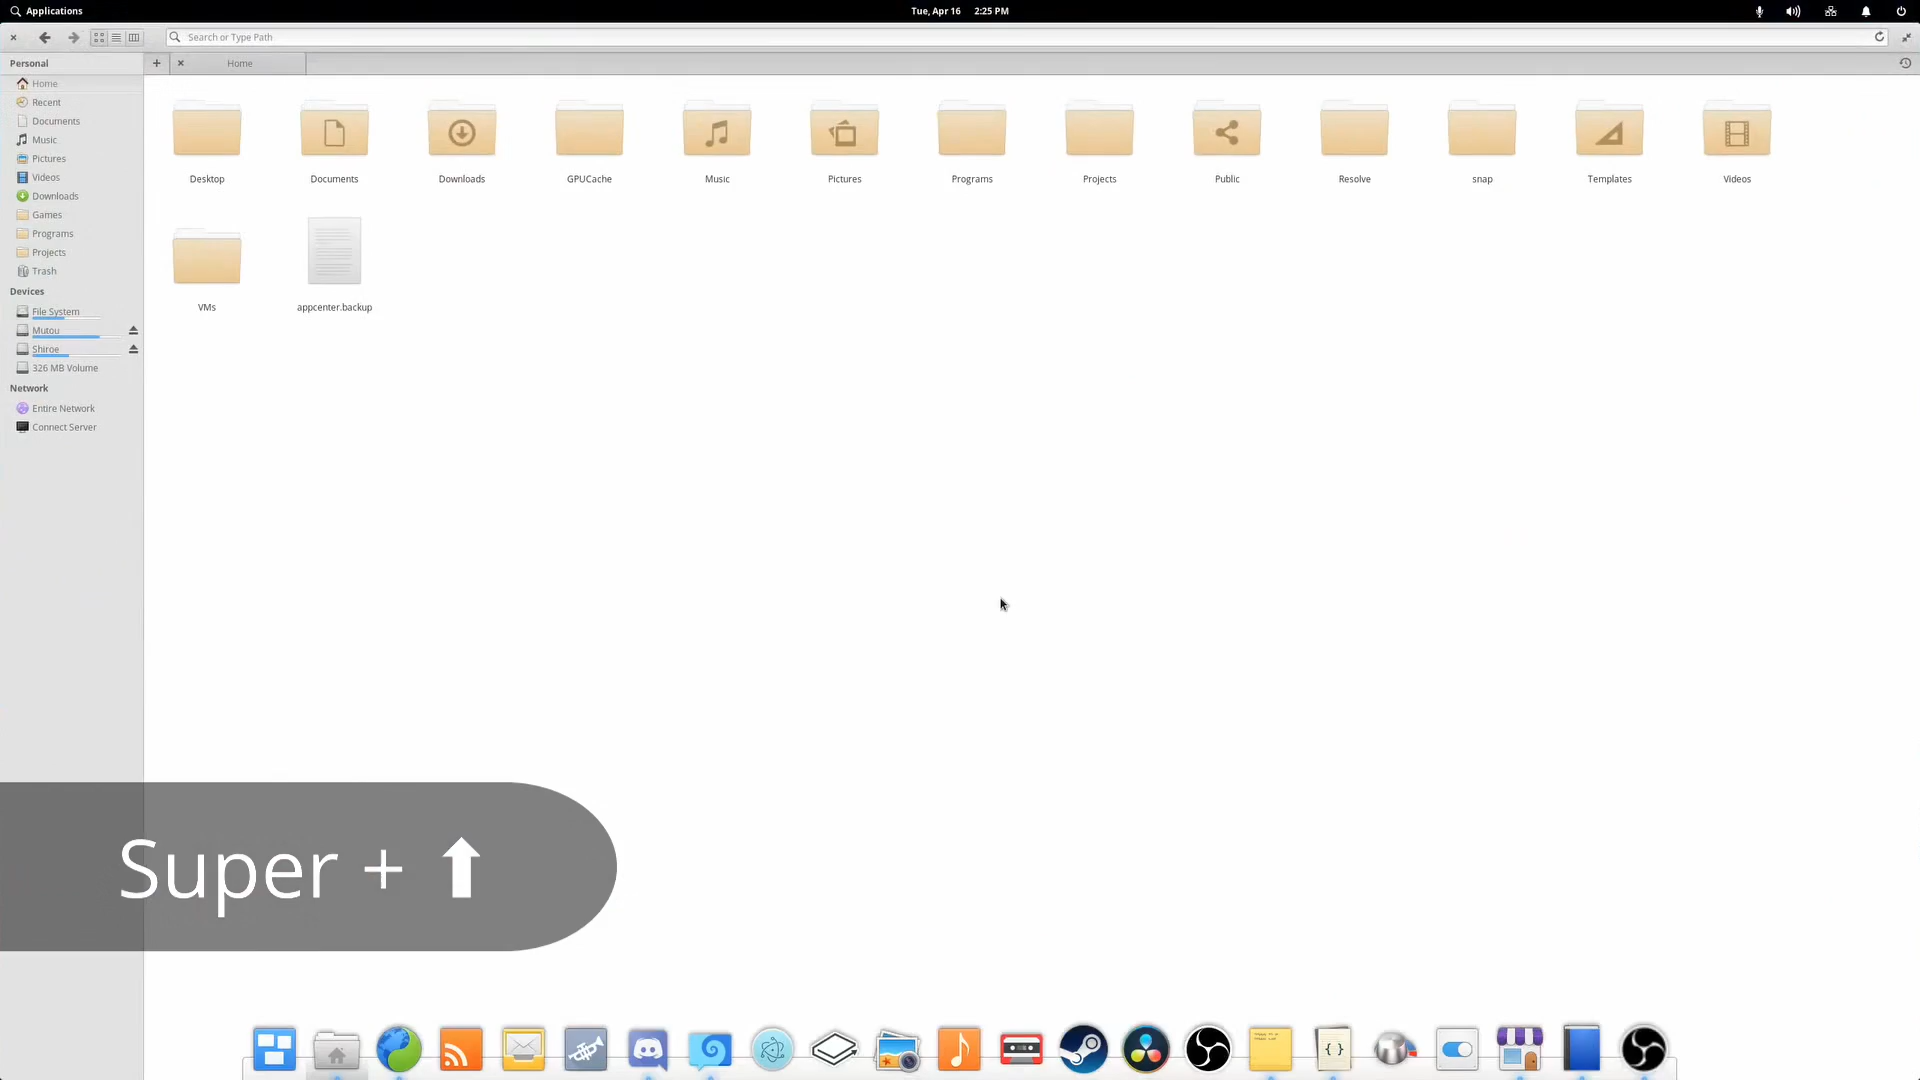 Applications
Tue, Apr 16 2:25 PM
Search or Type Path
Personal
Home
Home
Recent
Documents
Music
Pictures
Videos
Downloads
Games
Programs
Projects
Trash
Devices
File System
Mutou
Shiroe
326 MB Volume
Network
Entire Network
Connect Server
Desktop
Documents
Downloads
GPUCache
Music
Pictures
Programs
Projects
Public
Resolve
snap
Templates
Videos
VMs
appcenter.backup
Super + ⬆